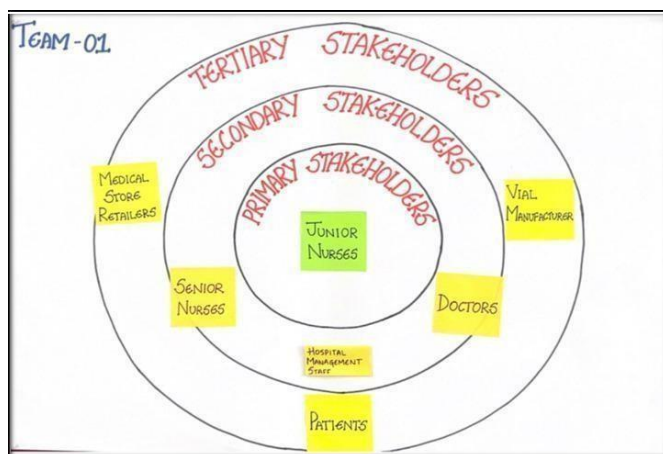 TEAM-01
TERTIARY STAKEHOLDERS
SECONDARY STAKEHOLDERS
PRIMARY STAKEHOLDERS
MEDICAL
STORE
RETAILERS
VIAL
MANUFACTURER
JUNIOR
NURSES
SENIOR
NURSES
DOCTORS
HOSPITAL
MANAGEMENT
STAFF
PATIENTS